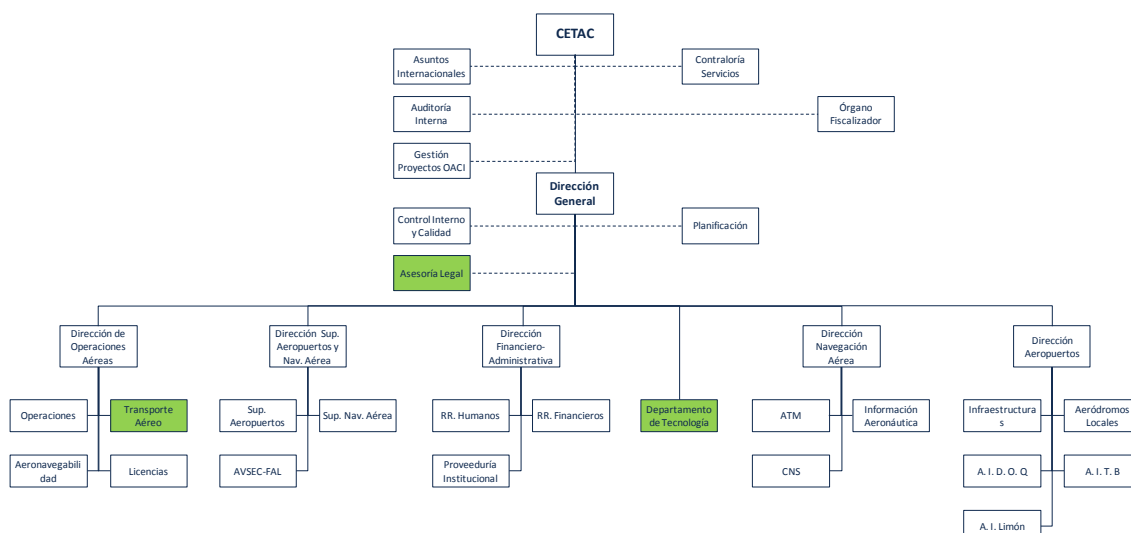 CETAC
Asuntos
Internacionales
Contraloría
Servicios
Auditoría
Interna
Órgano
Fiscalizador
Gestión
Proyectos OACI
Dirección
General
Control Interno
y Calidad
Planificación
Asesoría Legal
Dirección de
Operaciones
Aéreas
Dirección Sup.
Aeropuertos y
Nav. Aérea
Dirección
Financiero-
Administrativa
Dirección
Navegación
Aérea
Dirección
Aeropuertos
Operaciones
Transporte
Aéreo
Sup.
Aeropuertos
Sup. Nav. Aérea
RR. Humanos
RR. Financieros
Departamento
de Tecnología
ATM
Información
Aeronáutica
Infraestructura
s
Aeródromos
Locales
Aeronavegabili
dad
Licencias
AVSEC-FAL
Proveeduría
Institucional
CNS
A. I. D. O. Q
A. I. T. B
A. I. Limón